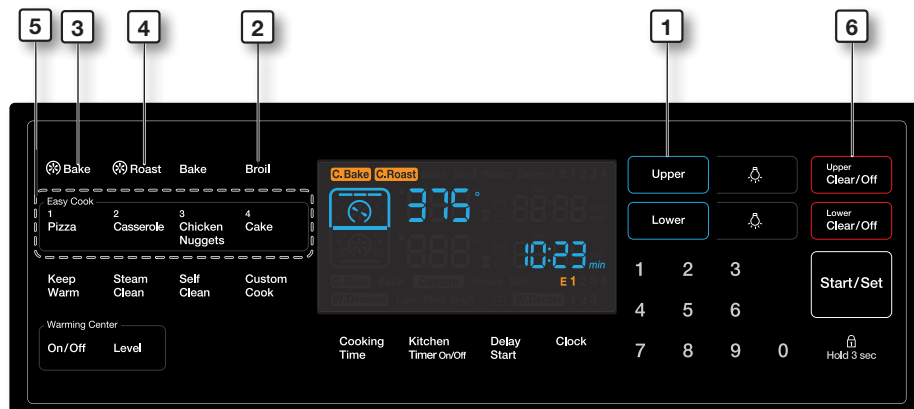 5 3 4 2 1 6
Bake Roast Bake Broil
Easy Cook
1 2 3 4
Pizza Casserole Chicken Nuggets Cake
Keep Warm Steam Clean Self Clean Custom Cook
Warming Center
On/Off Level
C.Bake C.Roast
375°
10:23 min
E 1
Cooking Time Kitchen Timer On/Off Delay Start Clock
Upper
Lower
1 2 3
4 5 6
7 8 9 0
Upper
Clear/Off
Lower
Clear/Off
Start/Set
Hold 3 sec